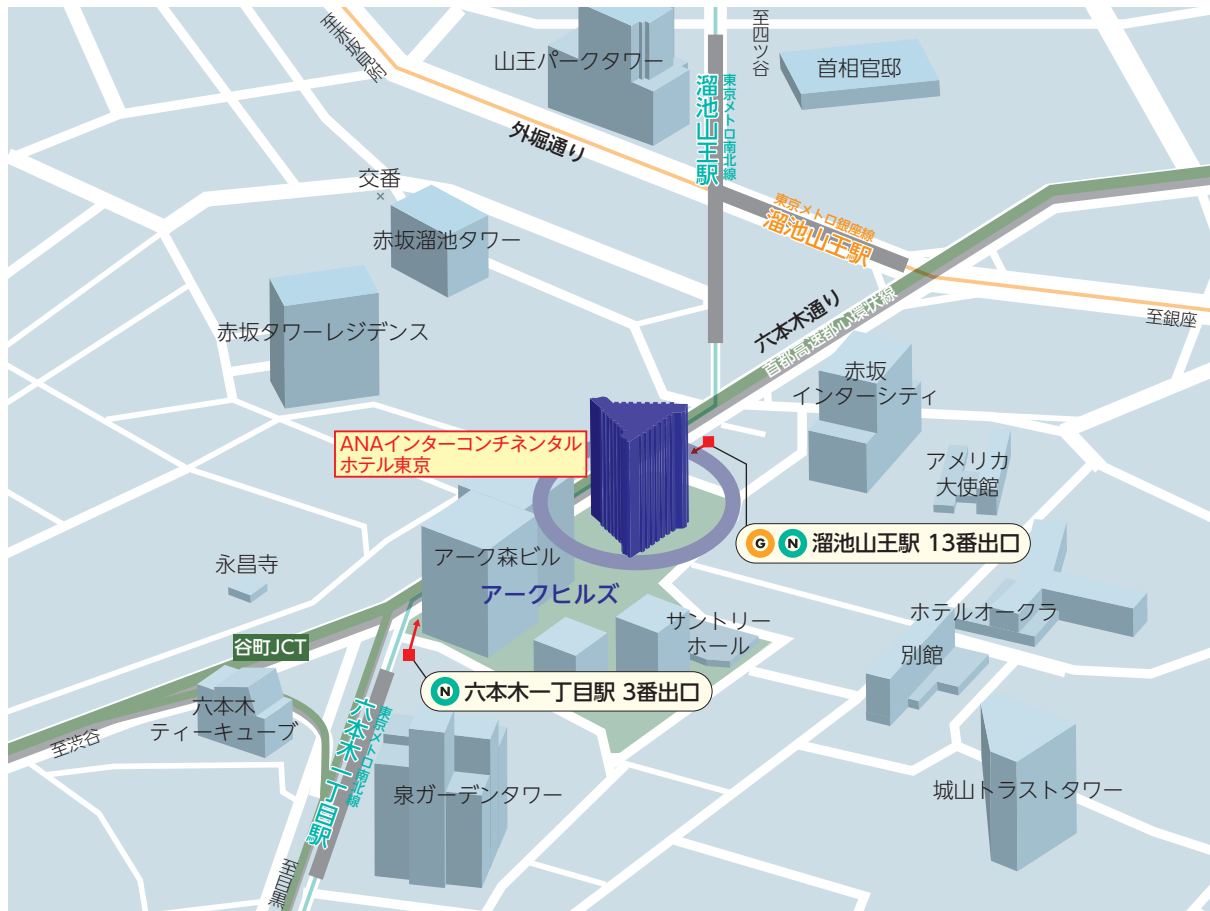 至赤坂見附
山王パークタワー
至四ツ谷
首相官邸
東京メトロ南北線
溜池山王駅
外堀通り
交番
赤坂溜池タワー
東京メトロ銀座線
溜池山王駅
赤坂タワーレジデンス
六本木通り
首都高速都心環状線
至銀座
赤坂
インターシティ
ANAインターコンチネンタル
ホテル東京
アメリカ
大使館
G N 溜池山王駅 13番出口
アーク森ビル
永昌寺
アークヒルズ
サントリー
ホール
ホテルオークラ
別館
谷町JCT
N 六本木一丁目駅 3番出口
六本木
ティーキューブ
至渋谷
東京メトロ南北線
六本木一丁目駅
泉ガーデンタワー
城山トラストタワー
至目黒